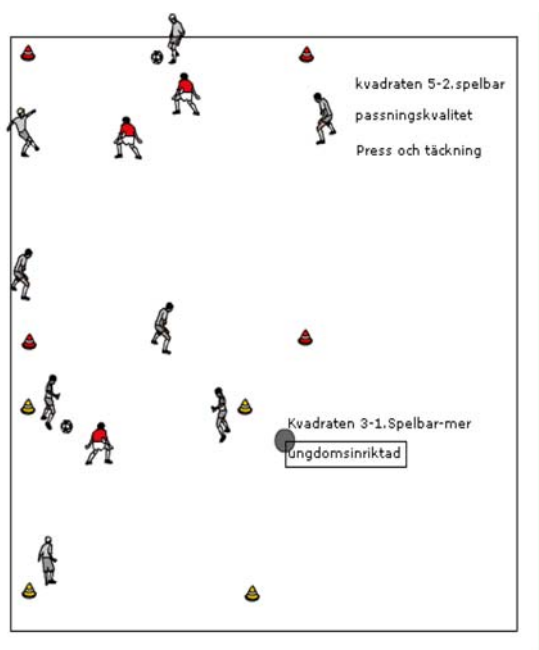 kvadraten 5-2.spelbar
passningskvalitet
Press och täckning
Kvadraten 3-1.Spelbar-mer
ungdomsinriktad